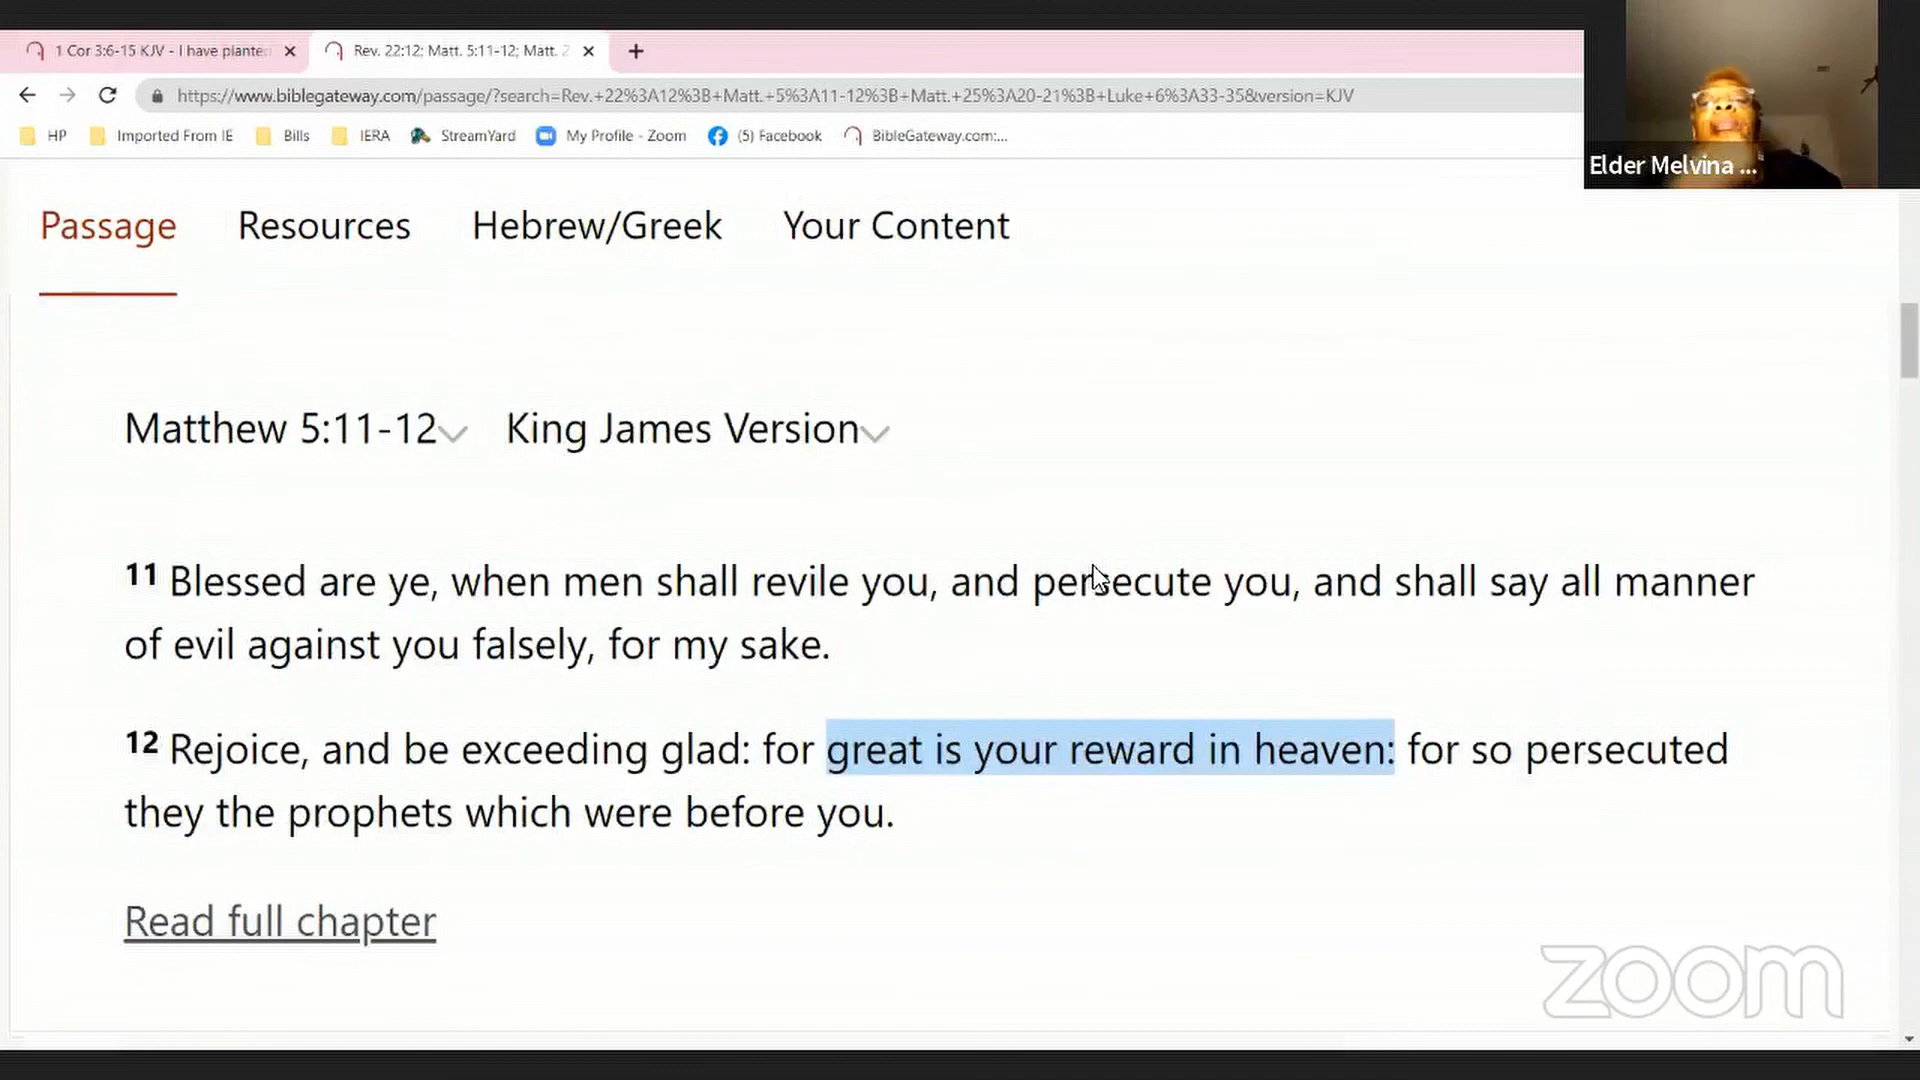 1 Cor 3:6-15 KJV - I have plante
Rev. 22:12; Matt. 5:11-12; Matt. 2
https://www.biblegateway.com/passage/?search=Rev.+22%3A12%3B+Matt.+5%3A11-12%3B+Matt.+25%3A20-21%3B+Luke+6%3A33-35&version=KJV
HP Imported From IE Bills IERA StreamYard My Profile - Zoom (5) Facebook BibleGateway.com:...
Elder Melvina ...
Passage Resources Hebrew/Greek Your Content
Matthew 5:11-12 King James Version
11 Blessed are ye, when men shall revile you, and persecute you, and shall say all manner
of evil against you falsely, for my sake.
12 Rejoice, and be exceeding glad: for great is your reward in heaven: for so persecuted
they the prophets which were before you.
Read full chapter
zoom